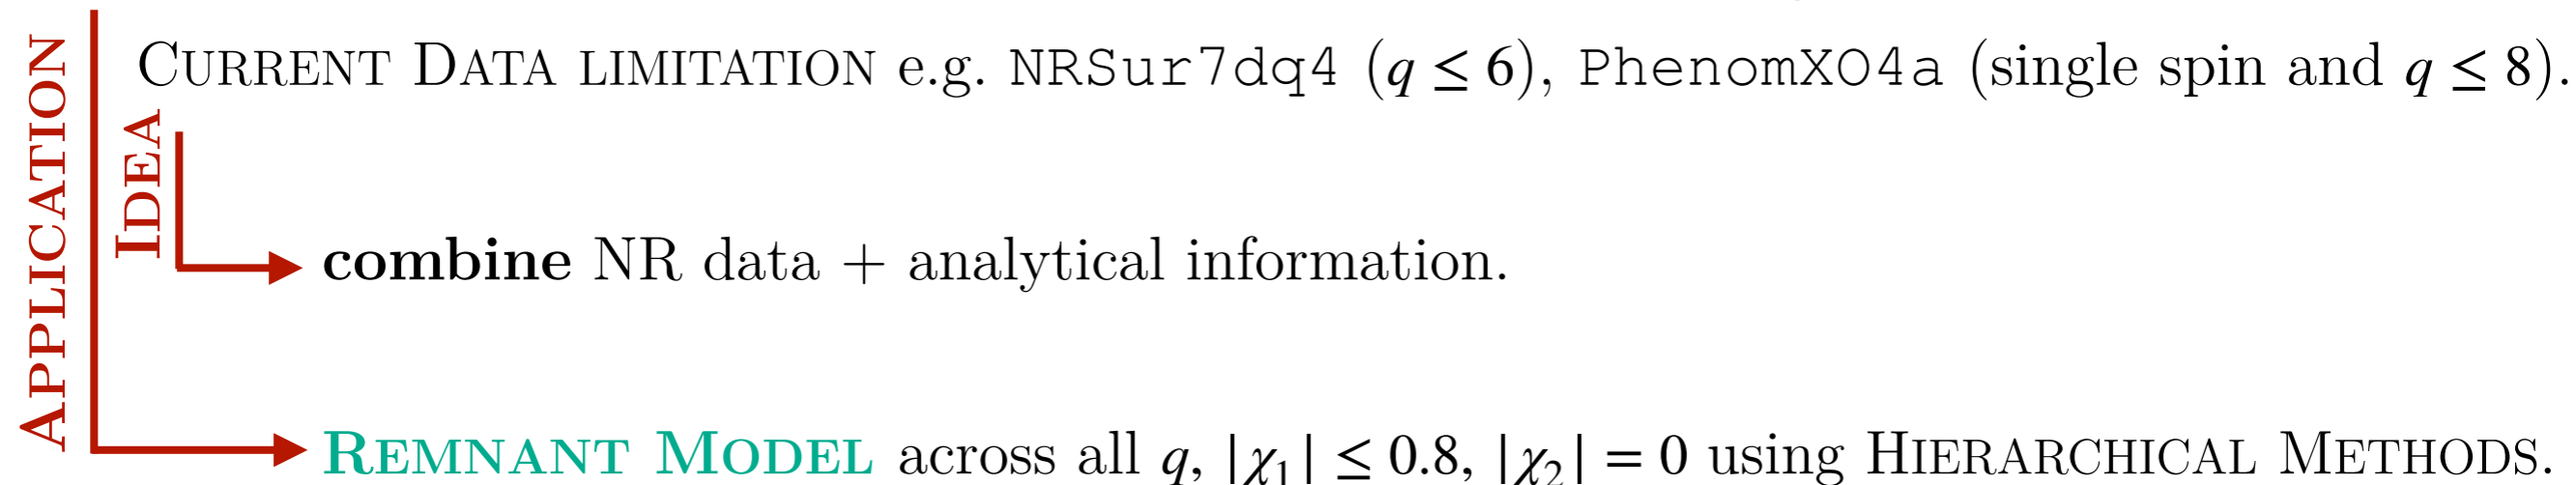 APPLICATION
CURRENT DATA LIMITATION e.g. NRSur7dq4 (q ≤ 6), PhenomXO4a (single spin and q ≤ 8).
IDEA
combine NR data + analytical information.
REMNANT MODEL across all q, |χ₁| ≤ 0.8, |χ₂| = 0 using HIERARCHICAL METHODS.